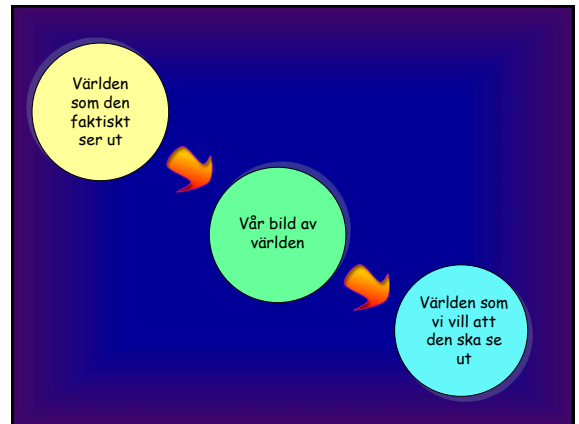 Världen
som den
faktiskt
ser ut
Vår bild av
världen
Världen som
vi vill att
den ska se
ut